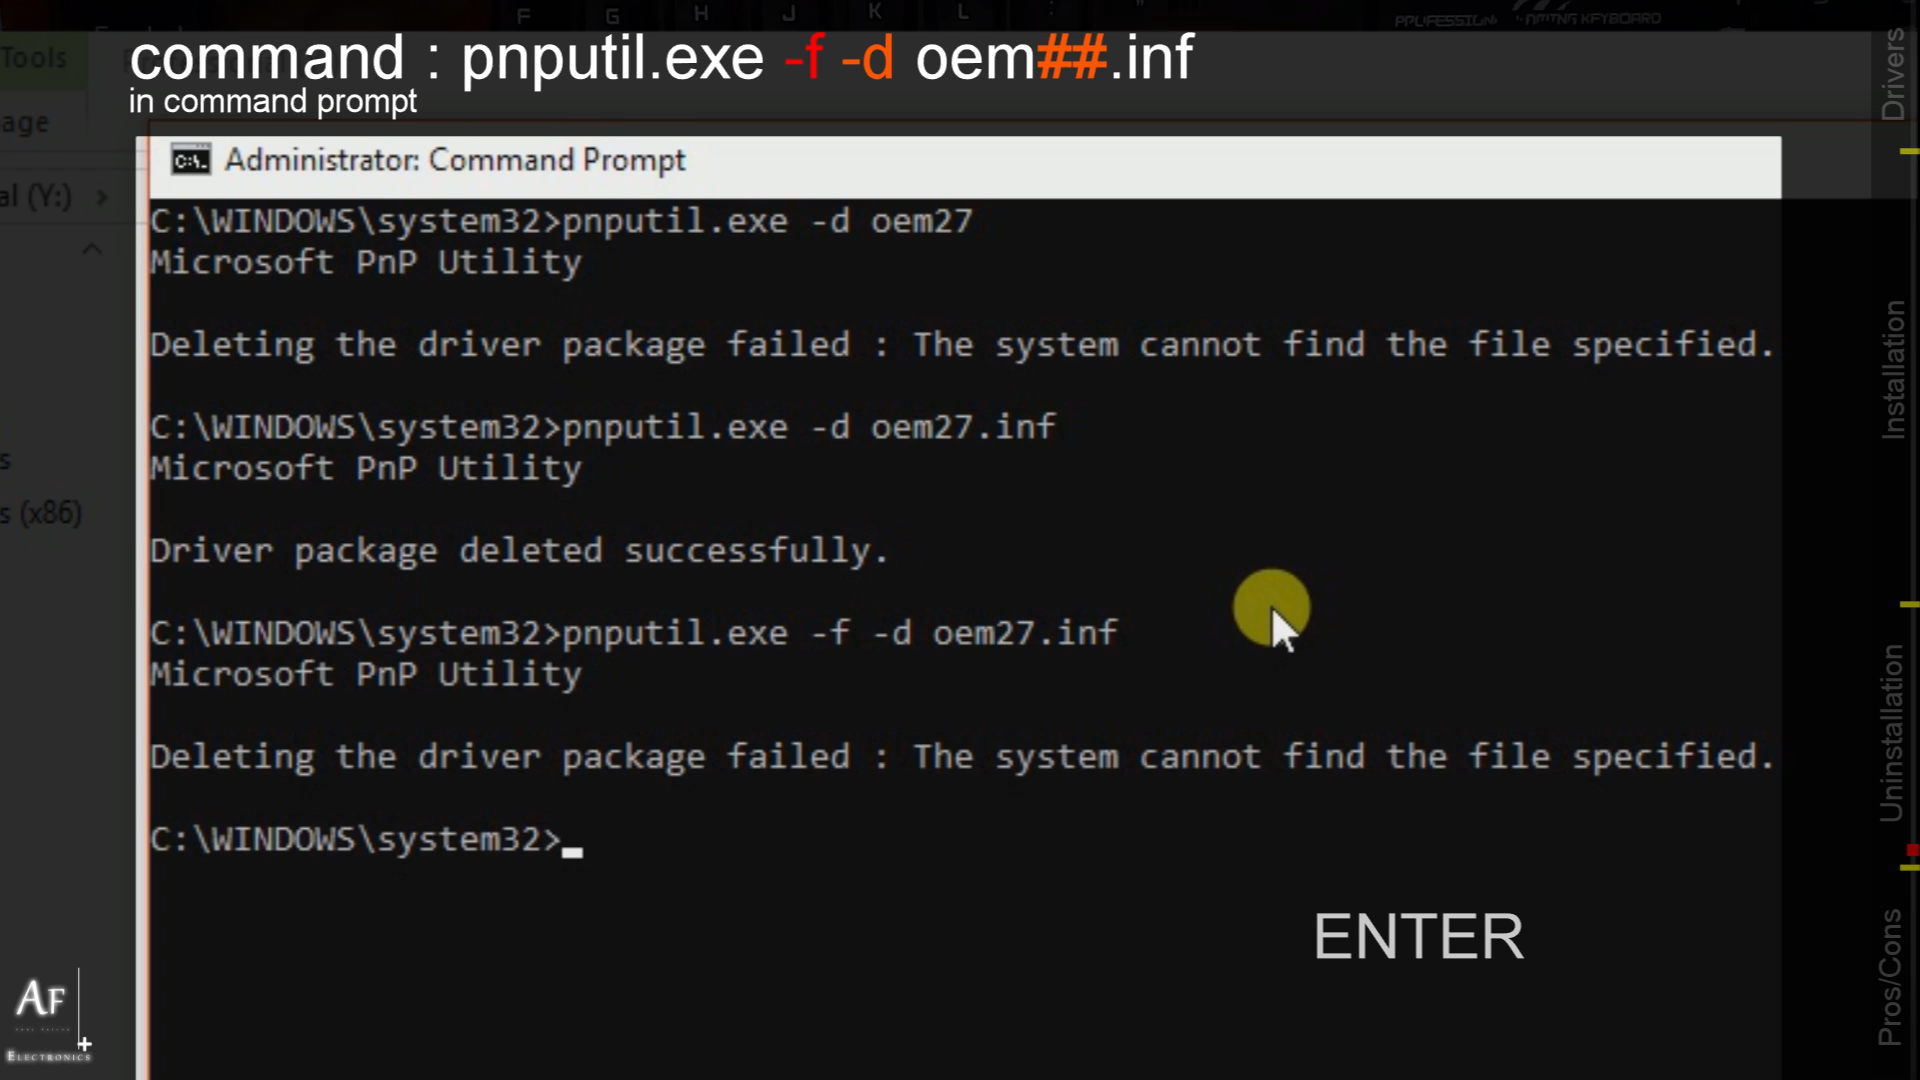 F G H J K L : "
command : pnputil.exe -f -d oem##.inf
in command prompt
Tools
age
al (Y:)
s
s (x86)
Administrator: Command Prompt
C:\WINDOWS\system32>pnputil.exe -d oem27
Microsoft PnP Utility
Deleting the driver package failed : The system cannot find the file specified.
C:\WINDOWS\system32>pnputil.exe -d oem27.inf
Microsoft PnP Utility
Driver package deleted successfully.
C:\WINDOWS\system32>pnputil.exe -f -d oem27.inf
Microsoft PnP Utility
Deleting the driver package failed : The system cannot find the file specified.
C:\WINDOWS\system32>
ENTER
Drivers
Installation
Uninstallation
Pros/Cons
AF
ELECTRONICS